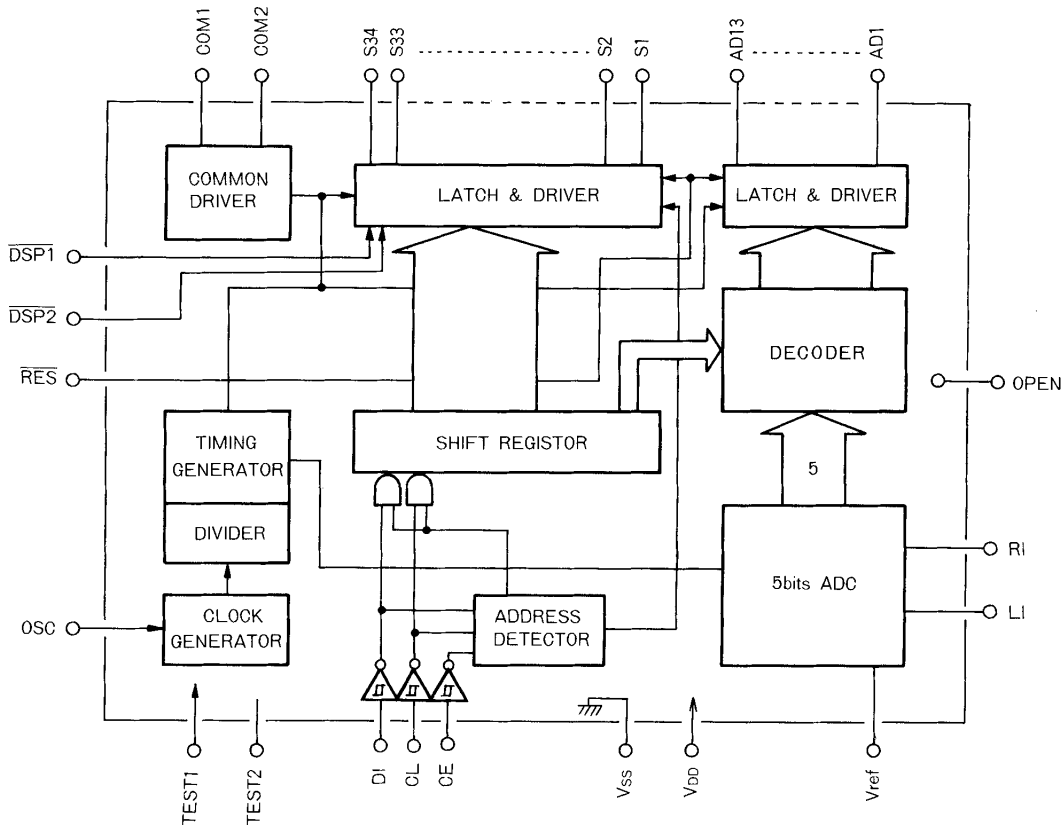 COM1
COM2
S34
S33
S2
S1
AD13
AD1
COMMON
DRIVER
LATCH & DRIVER
LATCH & DRIVER
DSP1
DSP2
RES
DECODER
OPEN
TIMING
GENERATOR
SHIFT REGISTOR
5
DIVIDER
5bits ADC
RI
LI
OSC
CLOCK
GENERATOR
ADDRESS
DETECTOR
TEST1
TEST2
DI
CL
CE
VSS
VDD
Vref